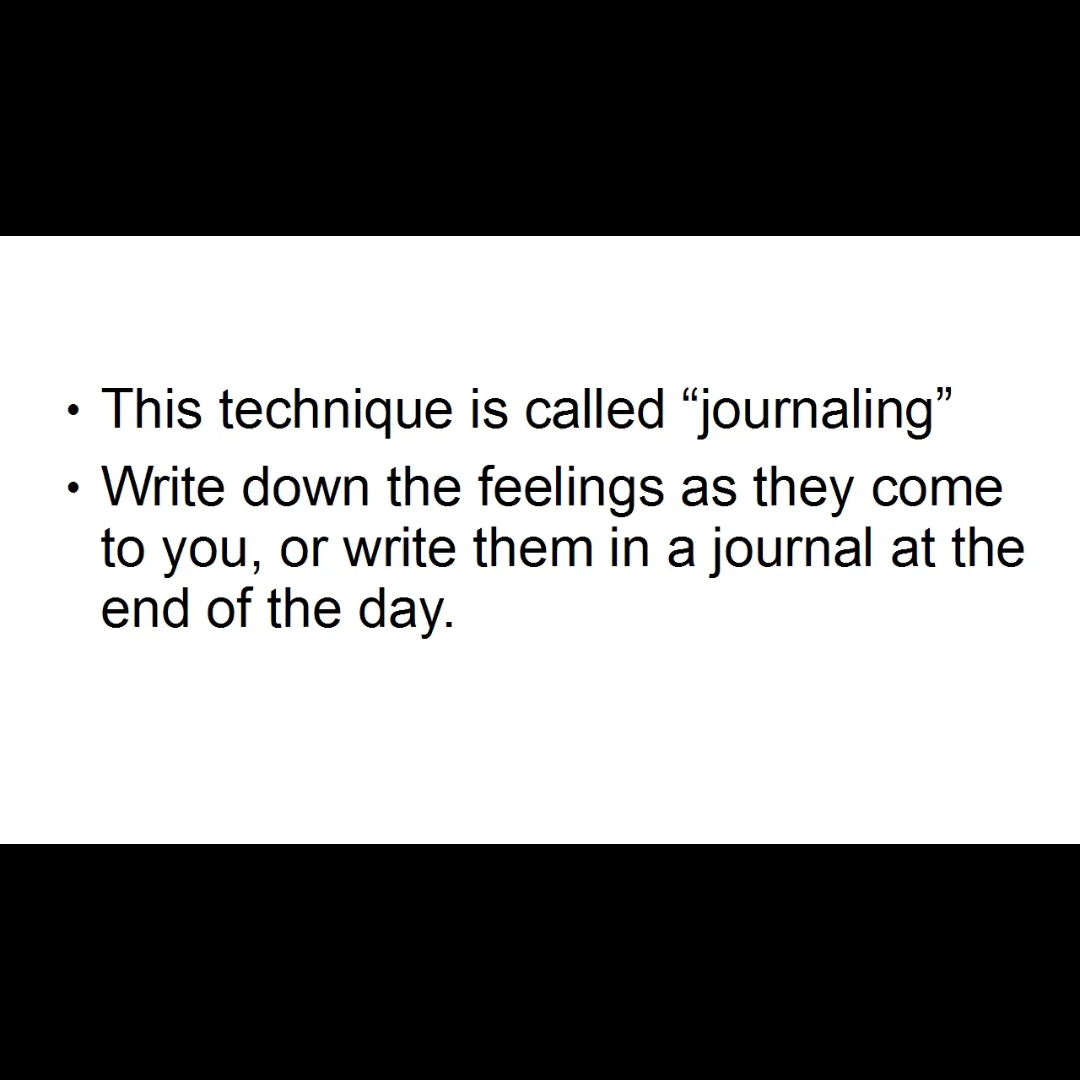 • This technique is called “journaling”
• Write down the feelings as they come
to you, or write them in a journal at the
end of the day.